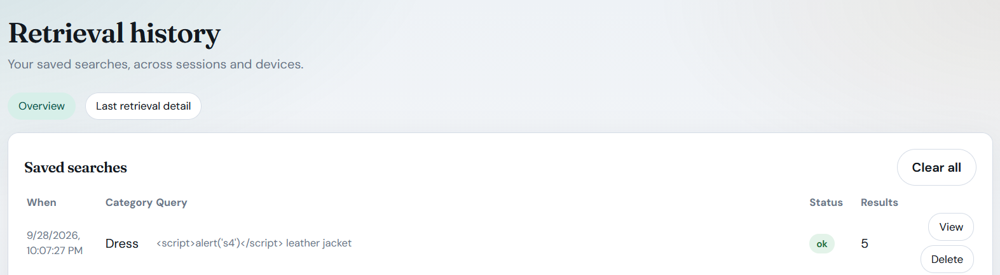 Retrieval history
Your saved searches, across sessions and devices.
Overview
Last retrieval detail
Saved searches
Clear all
When Category Query Status Results
9/28/2026,
10:07:27 PM
Dress
<script>alert('s4')</script> leather jacket
ok
5
View
Delete